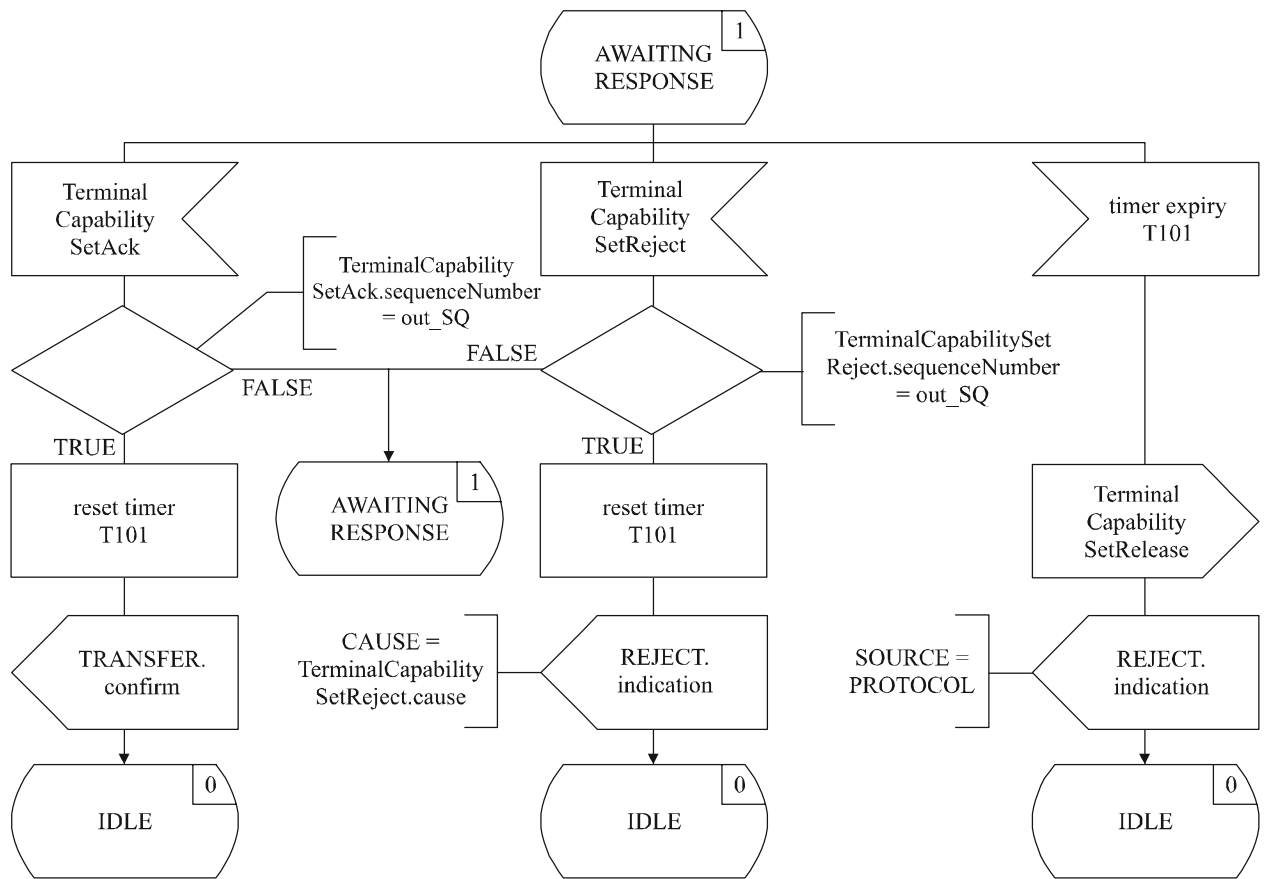 1
AWAITING
RESPONSE
Terminal
Capability
SetAck
Terminal
Capability
SetReject
timer expiry
T101
TerminalCapability
SetAck.sequenceNumber
= out_SQ
TerminalCapabilitySet
Reject.sequenceNumber
= out_SQ
FALSE
FALSE
TRUE
TRUE
reset timer
T101
1
AWAITING
RESPONSE
reset timer
T101
Terminal
Capability
SetRelease
TRANSFER.
confirm
CAUSE =
TerminalCapability
SetReject.cause
REJECT.
indication
SOURCE =
PROTOCOL
REJECT.
indication
0
IDLE
0
IDLE
0
IDLE